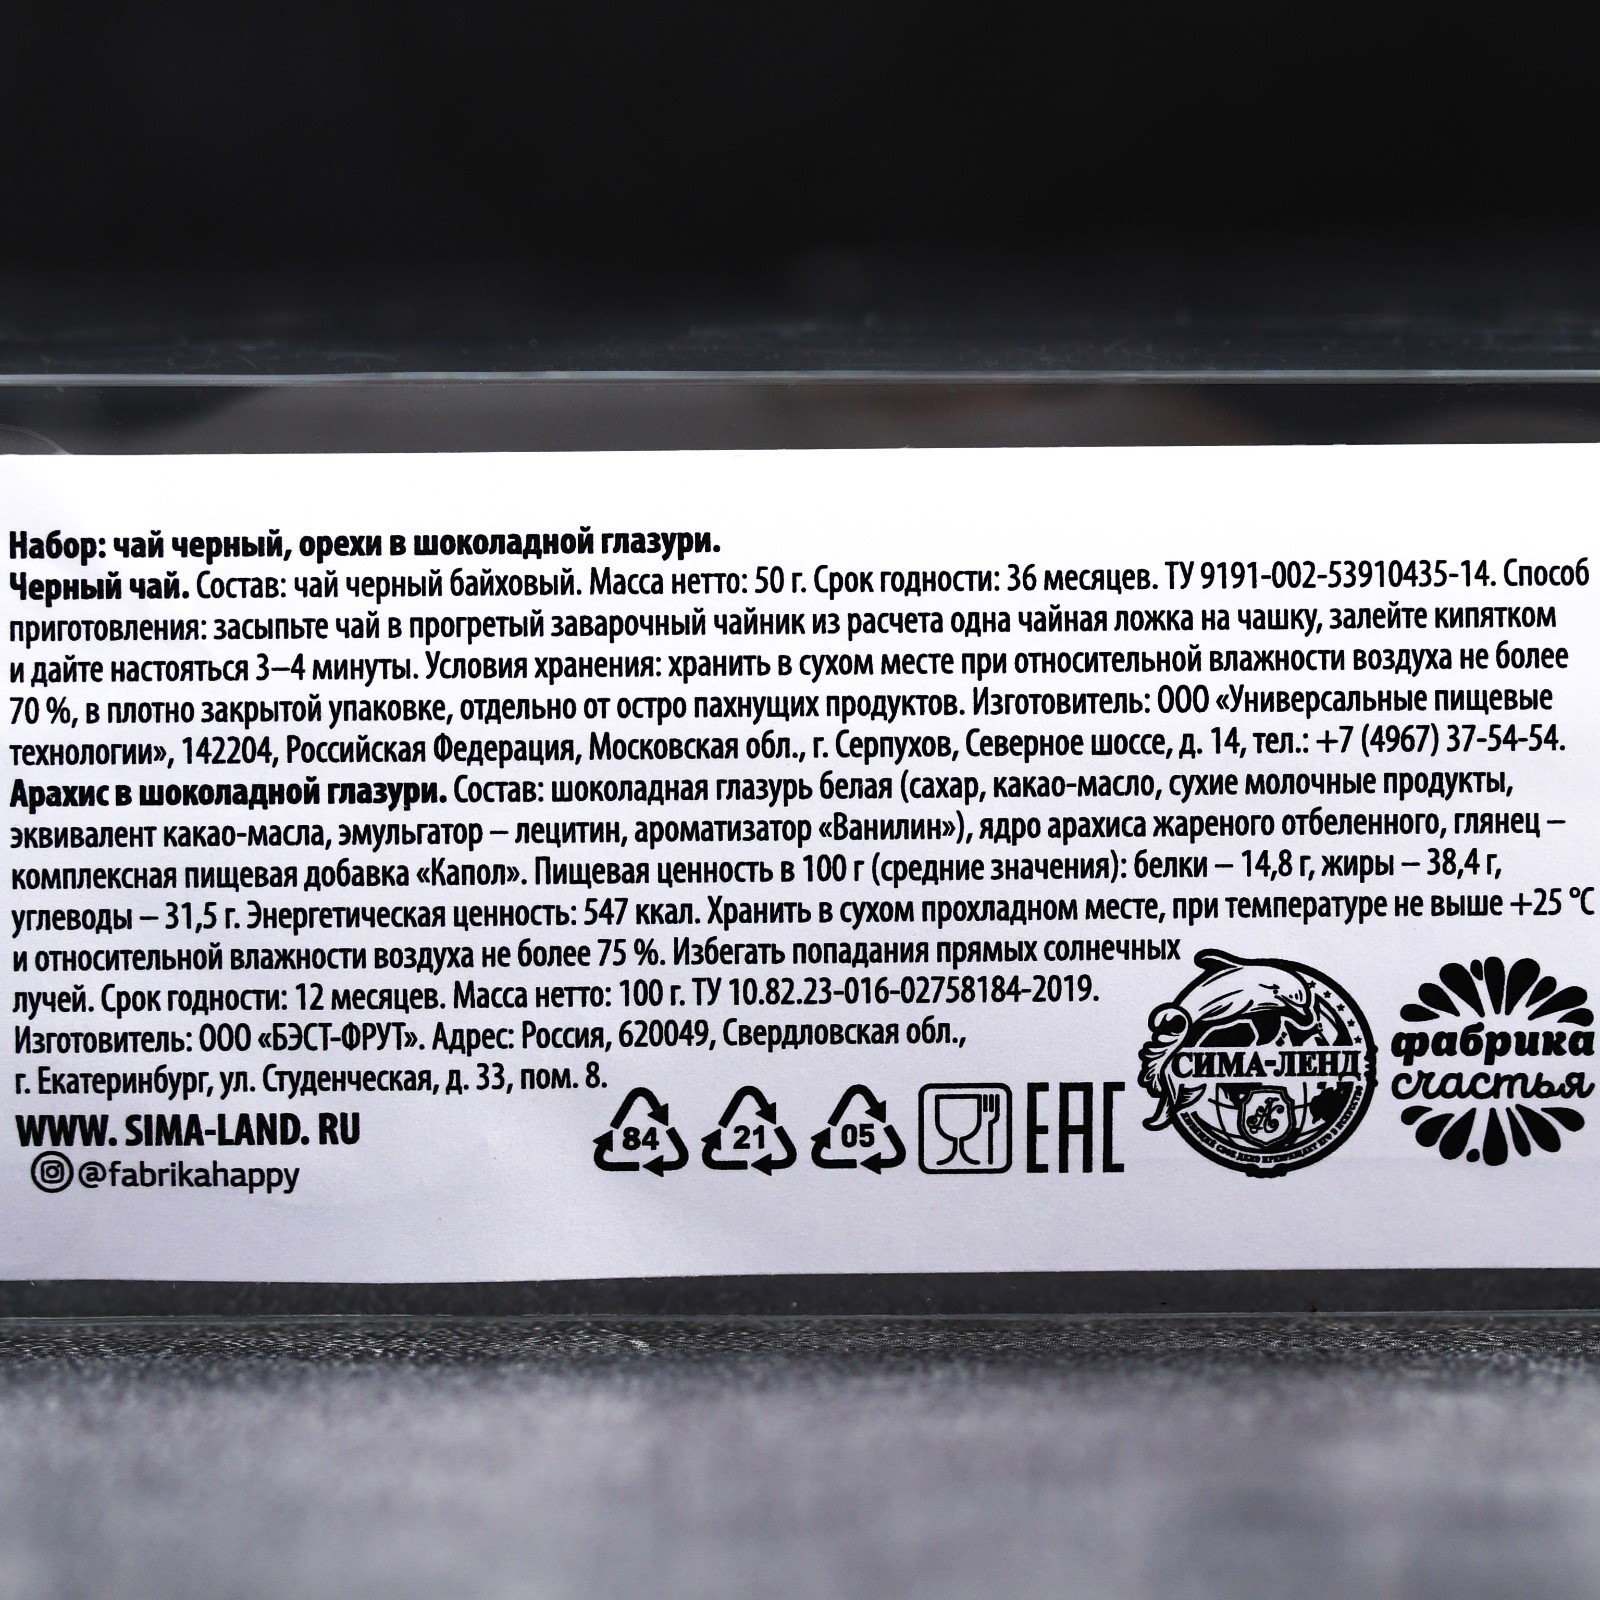 Набор: чай черный, орехи в шоколадной глазури.
Черный чай. Состав: чай черный байховый. Масса нетто: 50 г. Срок годности: 36 месяцев. ТУ 9191-002-53910435-14. Способ
приготовления: засыпьте чай в прогретый заварочный чайник из расчета одна чайная ложка на чашку, залейте кипятком
и дайте настояться 3–4 минуты. Условия хранения: хранить в сухом месте при относительной влажности воздуха не более
70 %, в плотно закрытой упаковке, отдельно от остро пахнущих продуктов. Изготовитель: ООО «Универсальные пищевые
технологии», 142204, Российская Федерация, Московская обл., г. Серпухов, Северное шоссе, д. 14, тел.: +7 (4967) 37-54-54.
Арахис в шоколадной глазури. Состав: шоколадная глазурь белая (сахар, какао-масло, сухие молочные продукты,
эквивалент какао-масла, эмульгатор – лецитин, ароматизатор «Ванилин»), ядро арахиса жареного отбеленного, глянец –
комплексная пищевая добавка «Капол». Пищевая ценность в 100 г (средние значения): белки – 14,8 г, жиры – 38,4 г,
углеводы – 31,5 г. Энергетическая ценность: 547 ккал. Хранить в сухом прохладном месте, при температуре не выше +25 °С
и относительной влажности воздуха не более 75 %. Избегать попадания прямых солнечных
лучей. Срок годности: 12 месяцев. Масса нетто: 100 г. ТУ 10.82.23-016-02758184-2019.
Изготовитель: ООО «БЭСТ-ФРУТ». Адрес: Россия, 620049, Свердловская обл.,
г. Екатеринбург, ул. Студенческая, д. 33, пом. 8.
WWW. SIMA-LAND. RU
@fabrikahappy
84 21 05 EAC
СИМА-ЛЕНД
фабрика
счастья